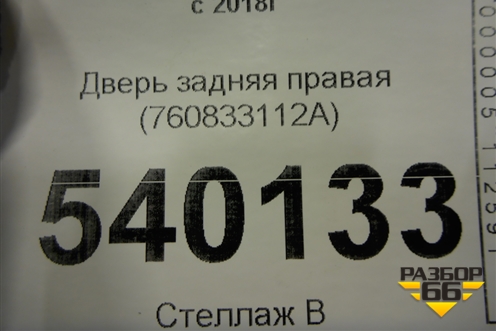 с 2018г
Дверь задняя правая
(760833112A)
540133
Стеллаж В
РАЗБОР
66